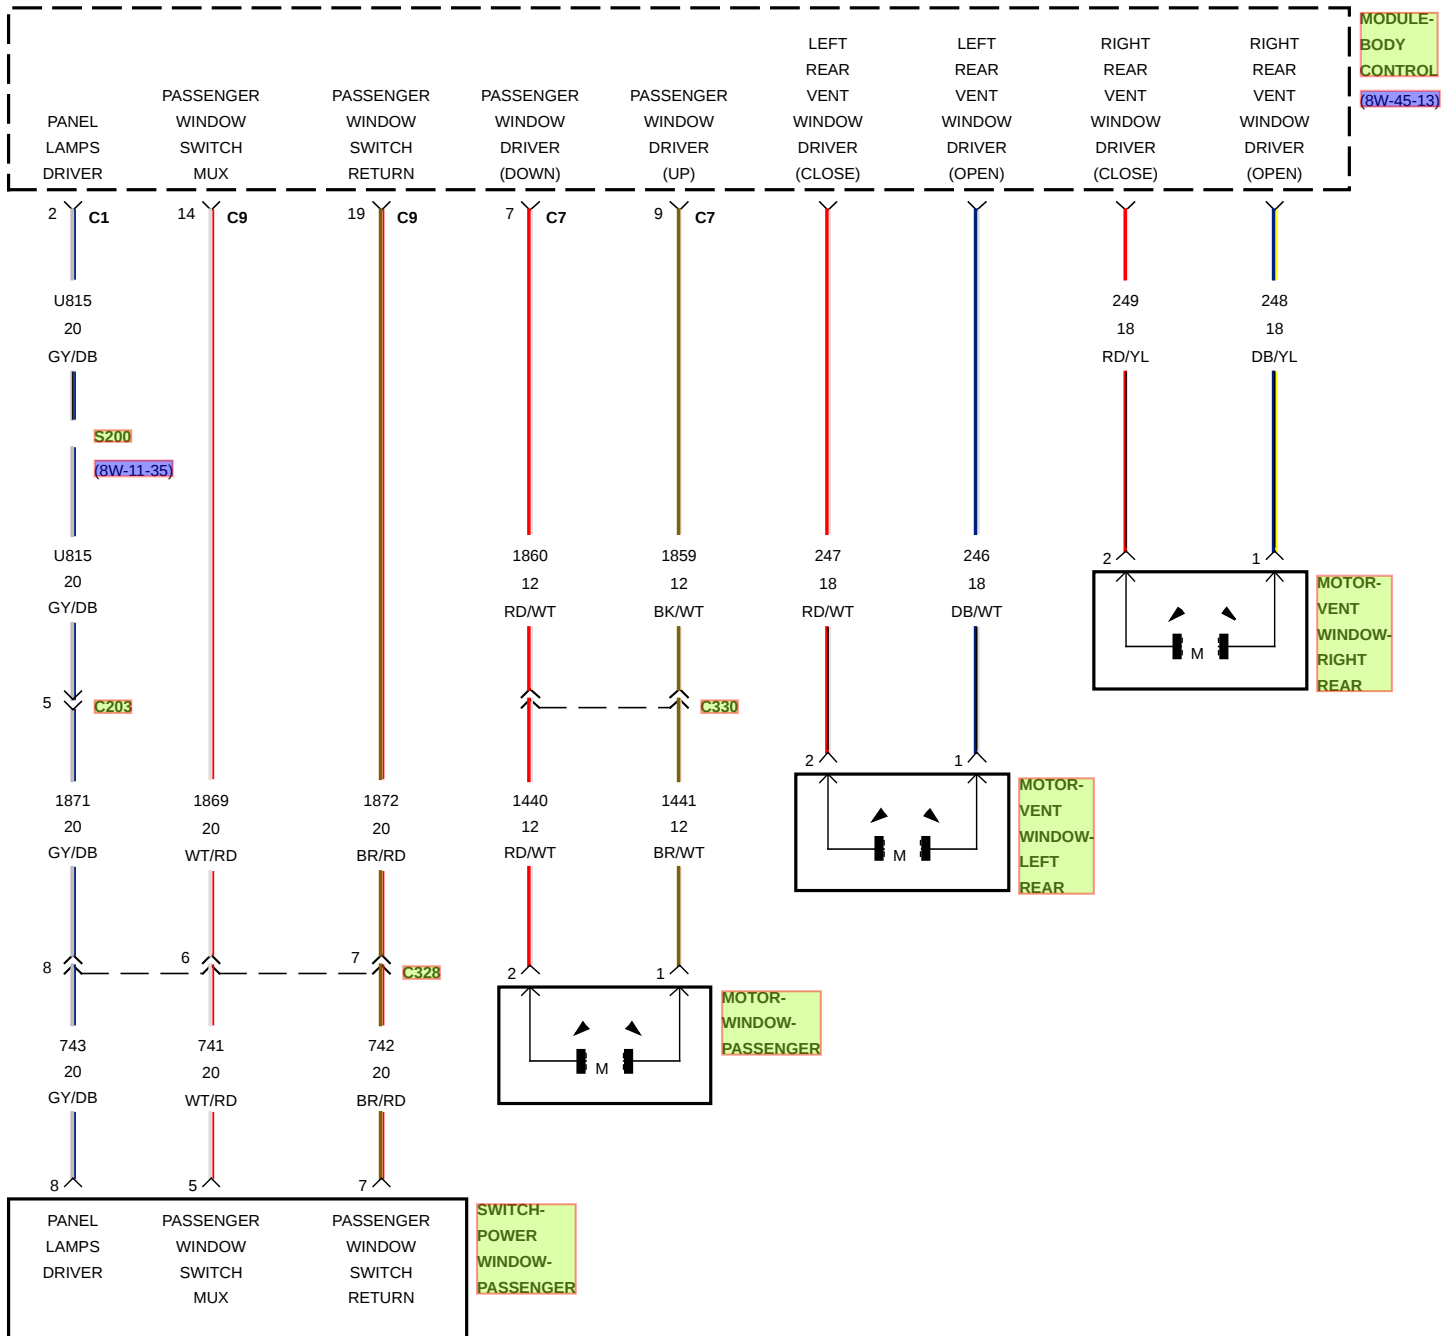 MODULE-
BODY
CONTROL
(8W-45-13)
PANEL
LAMPS
DRIVER
PASSENGER
WINDOW
SWITCH
MUX
PASSENGER
WINDOW
SWITCH
RETURN
PASSENGER
WINDOW
DRIVER
(DOWN)
PASSENGER
WINDOW
DRIVER
(UP)
LEFT
REAR
VENT
WINDOW
DRIVER
(CLOSE)
LEFT
REAR
VENT
WINDOW
DRIVER
(OPEN)
RIGHT
REAR
VENT
WINDOW
DRIVER
(CLOSE)
RIGHT
REAR
VENT
WINDOW
DRIVER
(OPEN)
2 C1
14 C9
19 C9
7 C7
9 C7
U815
20
GY/DB
249
18
RD/YL
248
18
DB/YL
S200
(8W-11-35)
U815
20
GY/DB
1860
12
RD/WT
1859
12
BK/WT
247
18
RD/WT
246
18
DB/WT
2
1
M
MOTOR-
VENT
WINDOW-
RIGHT
REAR
5
C203
C330
2
1
M
MOTOR-
VENT
WINDOW-
LEFT
REAR
1871
20
GY/DB
1869
20
WT/RD
1872
20
BR/RD
1440
12
RD/WT
1441
12
BR/WT
8
6
7
C328
2
1
M
MOTOR-
WINDOW-
PASSENGER
743
20
GY/DB
741
20
WT/RD
742
20
BR/RD
8
5
7
PANEL
LAMPS
DRIVER
PASSENGER
WINDOW
SWITCH
MUX
PASSENGER
WINDOW
SWITCH
RETURN
SWITCH-
POWER
WINDOW-
PASSENGER